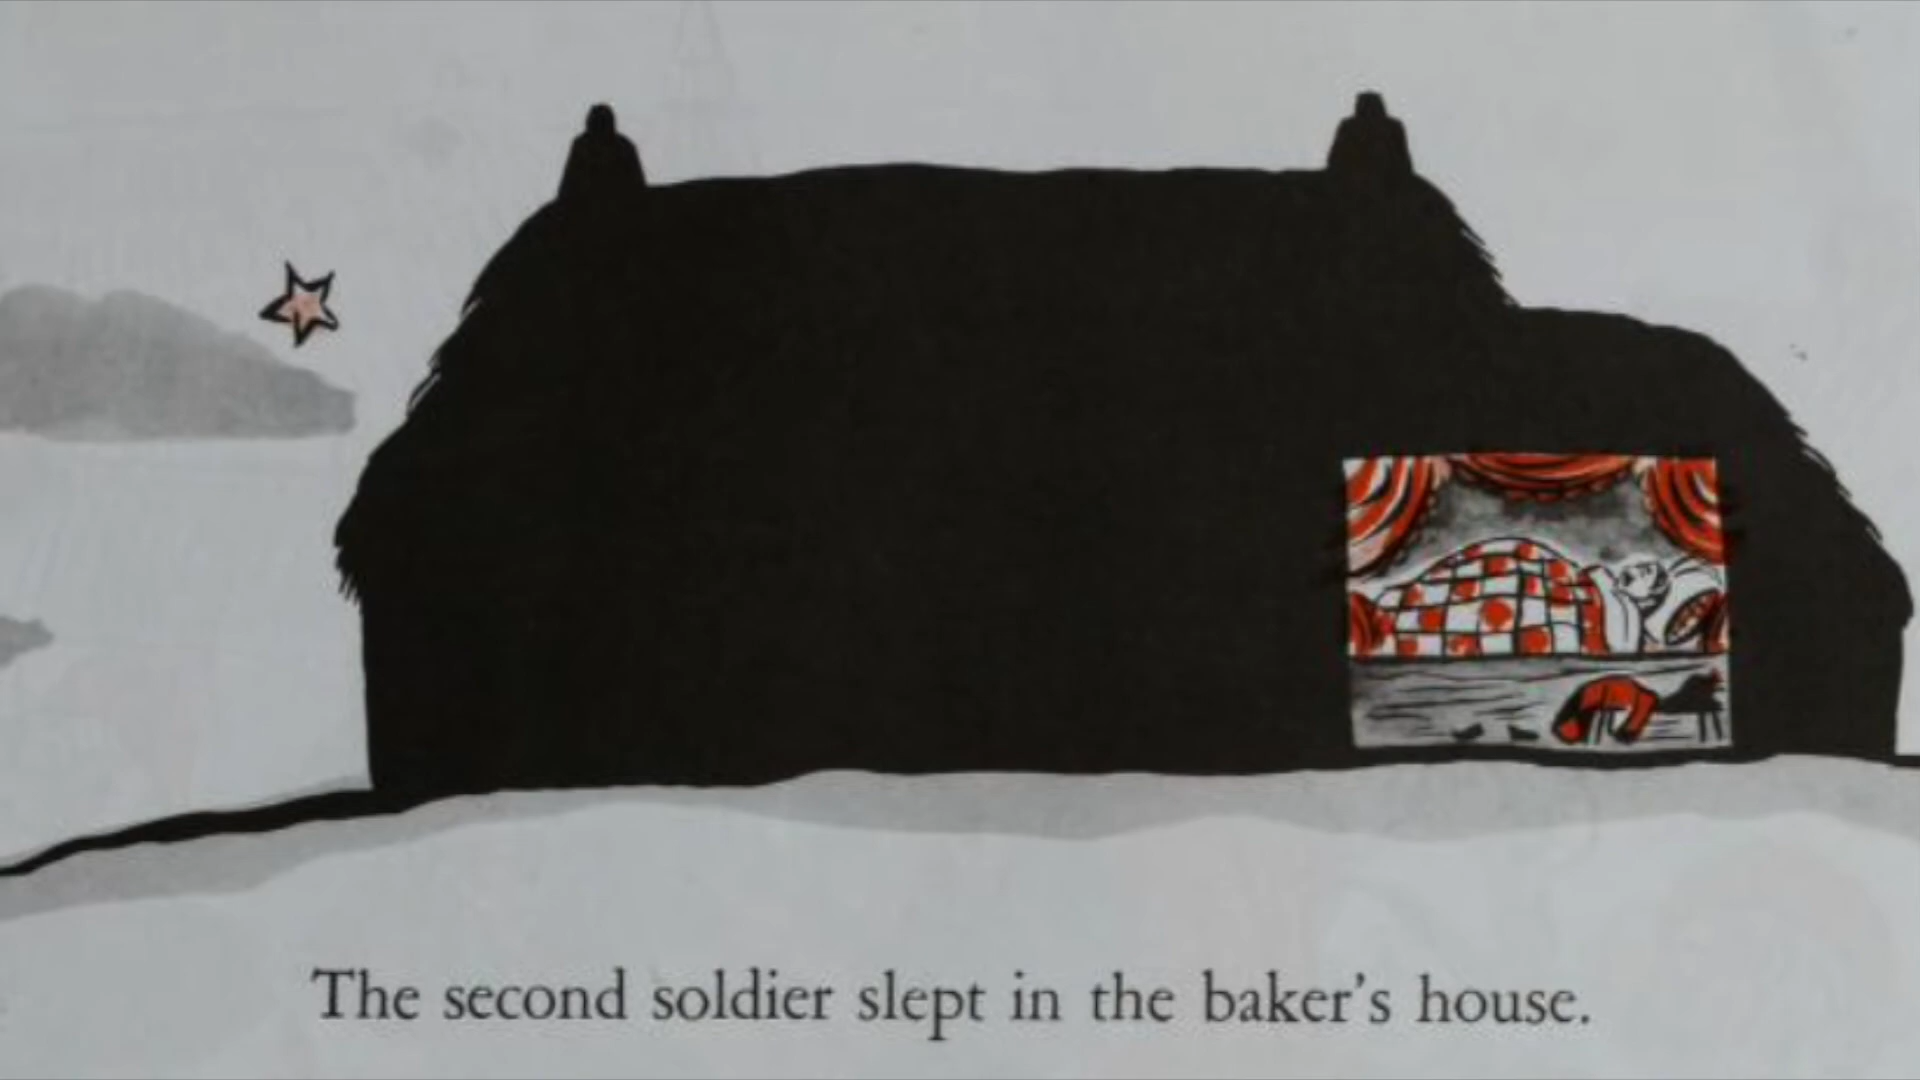 The second soldier slept in the baker's house.